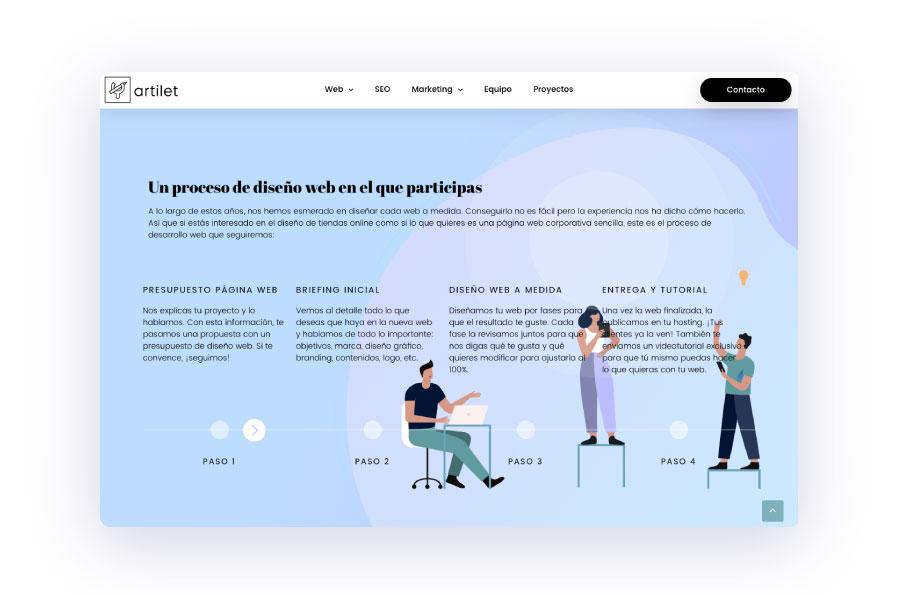 artilet
Web
SEO
Marketing
Equipo
Proyectos
Contacto
Un proceso de diseño web en el que participas
A lo largo de estos años, nos hemos esmerado en diseñar cada web a medida. Conseguirlo no es fácil pero la experiencia nos ha dicho cómo hacerlo.
Así que si estás interesado en el diseño de tiendas online como si lo que quieres es una página web corporativa sencilla, este es el proceso de
desarrollo web que seguiremos:
PRESUPUESTO PÁGINA WEB
Nos explicas tu proyecto y lo
hablamos. Con esta información, te
pasamos una propuesta con un
presupuesto de diseño web. Si te
convence, ¡seguimos!
BRIEFING INICIAL
Vemos al detalle todo lo que
deseas que haya en la nueva web
y hablamos de todo lo importante:
objetivos, marca, diseño gráfico,
branding, contenidos, logo, etc.
DISEÑO WEB A MEDIDA
Diseñamos tu web por fases para
que el resultado te guste. Cada
fase la revisamos juntos para que
nos digas qué te gusta y qué
quieres modificar para ajustarla al
100%.
ENTREGA Y TUTORIAL
Una vez la web finalizada, la
publicamos en tu hosting. ¡Tus
clientes ya la ven! También te
enviamos un videotutorial exclusivo
para que tú mismo puedas hacer
lo que quieras con tu web.
PASO 1
PASO 2
PASO 3
PASO 4